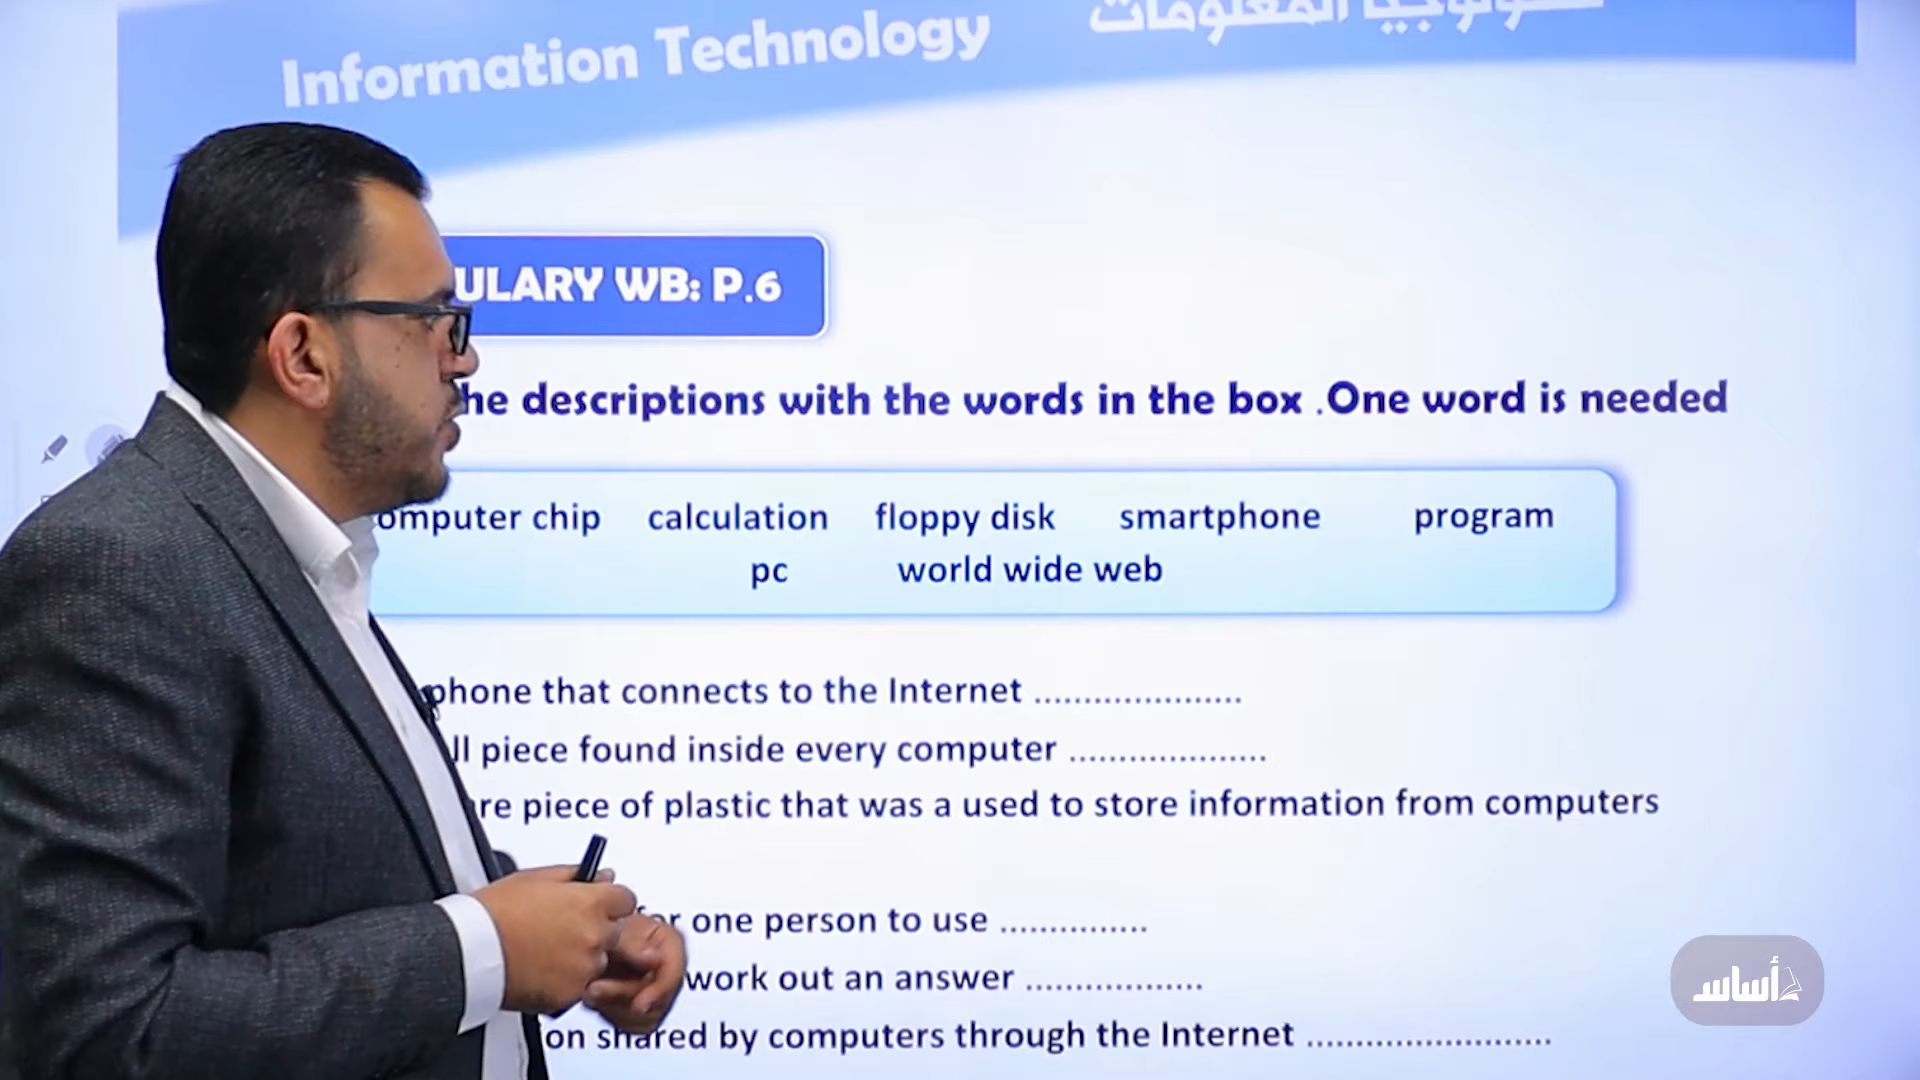 Information Technology
المعلومات
ULARY WB: P.6
he descriptions with the words in the box .One word is needed
omputer chip calculation floppy disk smartphone program
pc world wide web
phone that connects to the Internet .....................
ll piece found inside every computer ....................
re piece of plastic that was a used to store information from computers
for one person to use ...............
work out an answer ..................
on shared by computers through the Internet .........................
أساس